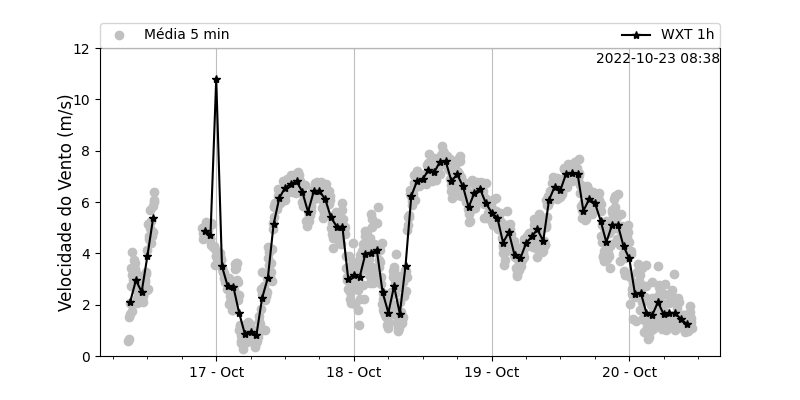 Média 5 min
WXT 1h
2022-10-23 08:38
Velocidade do Vento (m/s)
12
10
8
6
4
2
0
17 - Oct
18 - Oct
19 - Oct
20 - Oct